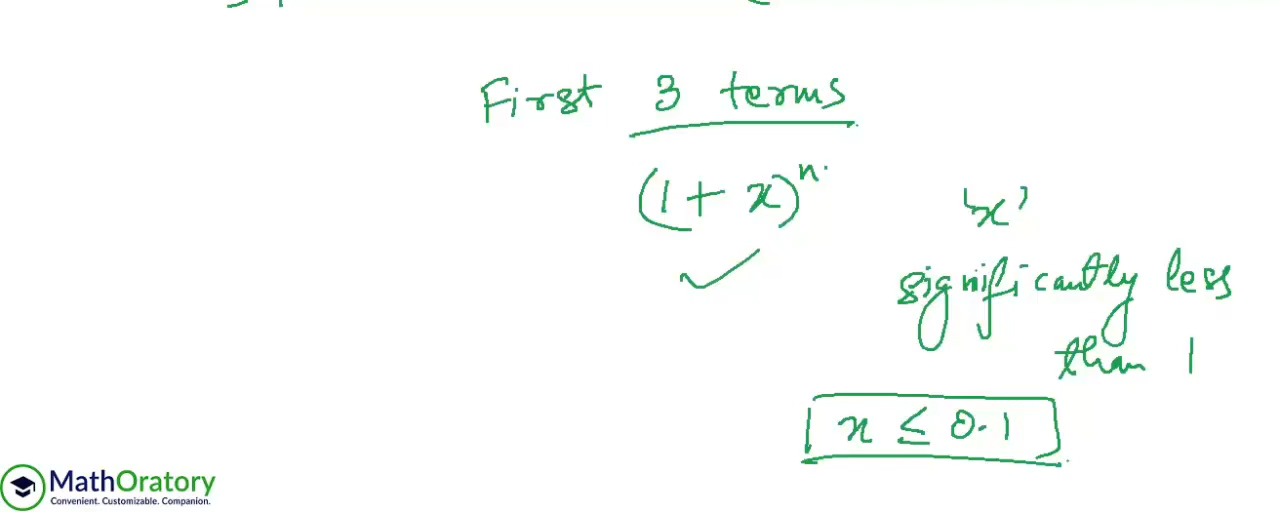 First 3 terms
(1 + x)ⁿ
'x'
significantly less
than 1
x ≤ 0.1
MathOratory
Convenient. Customizable. Companion.